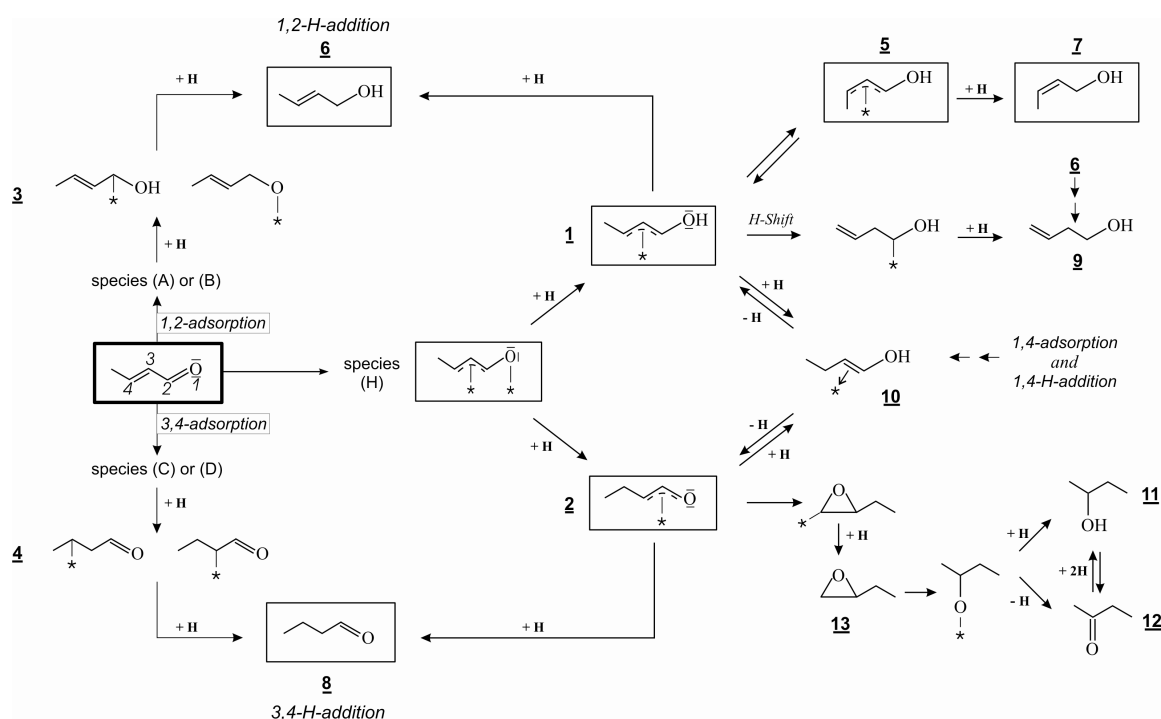 1,2-H-addition
6
5
7
+ H
+ H
OH
OH
OH
+ H
*
3
OH
O
*
*
6
1
ŌH
*
H-Shift
OH
*
+ H
OH
9
+ H
species (A) or (B)
1,2-adsorption
+ H
+ H
- H
3
4
2
1
O
species
(H)
O
*
*
OH
*
10
1,4-adsorption
and
1,4-H-addition
3,4-adsorption
species (C) or (D)
+ H
+ H
- H
+ H
2
O
*
O
*
+ H
11
OH
4
O
*
O
*
+ H
- H
+ 2H
O
13
O
*
12
O
+ H
O
+ H
8
3,4-H-addition